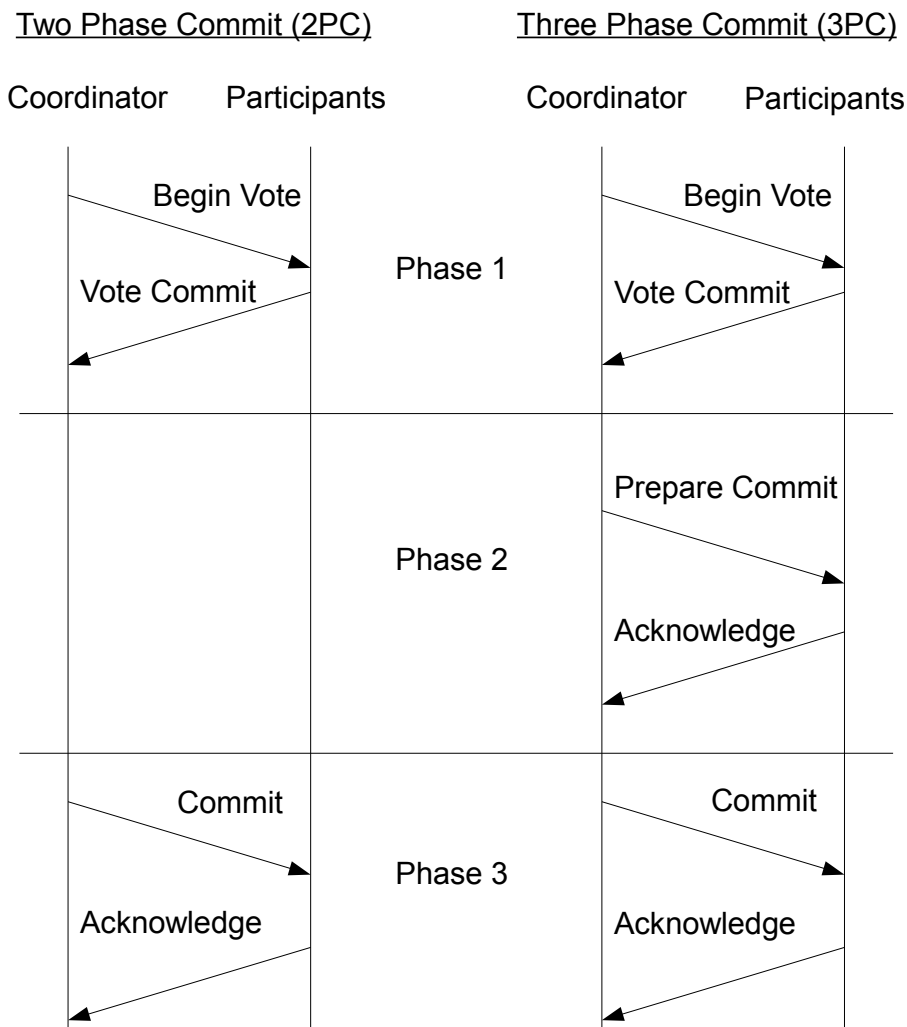 Two Phase Commit (2PC)
Three Phase Commit (3PC)
Coordinator
Participants
Coordinator
Participants
Begin Vote
Begin Vote
Phase 1
Vote Commit
Vote Commit
Prepare Commit
Phase 2
Acknowledge
Commit
Commit
Phase 3
Acknowledge
Acknowledge